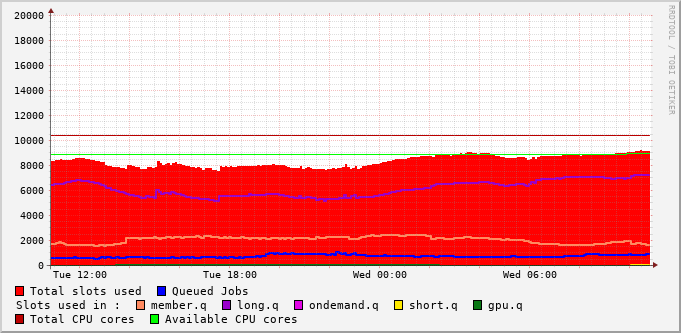 RRDTOOL / TOBI OETIKER
20000
18000
16000
14000
12000
10000
8000
6000
4000
2000
0
Tue 12:00 Tue 18:00 Wed 00:00 Wed 06:00
Total slots used Queued Jobs
Slots used in : member.q long.q ondemand.q short.q gpu.q
Total CPU cores Available CPU cores